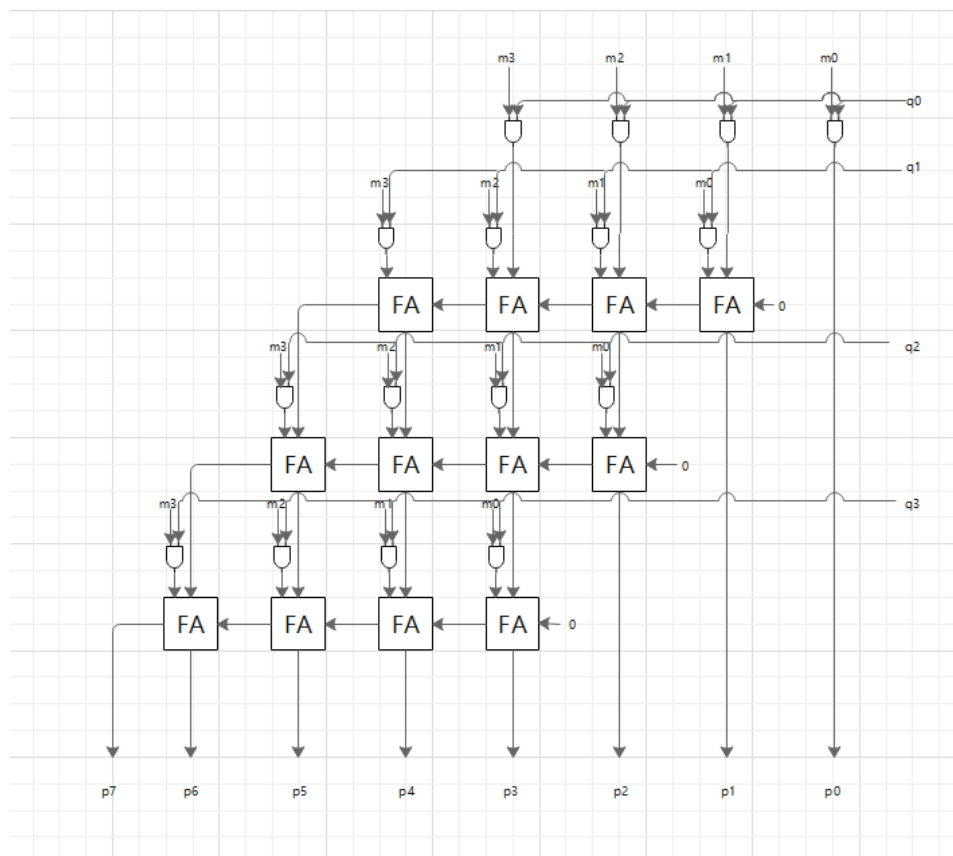 m3 m2 m1 m0
q0
q1
m3 m2 m1 m0
FA FA FA FA 0
q2
m3 m2 m1 m0
FA FA FA FA 0
q3
m3 m2 m1 m0
FA FA FA FA 0
p7 p6 p5 p4 p3 p2 p1 p0